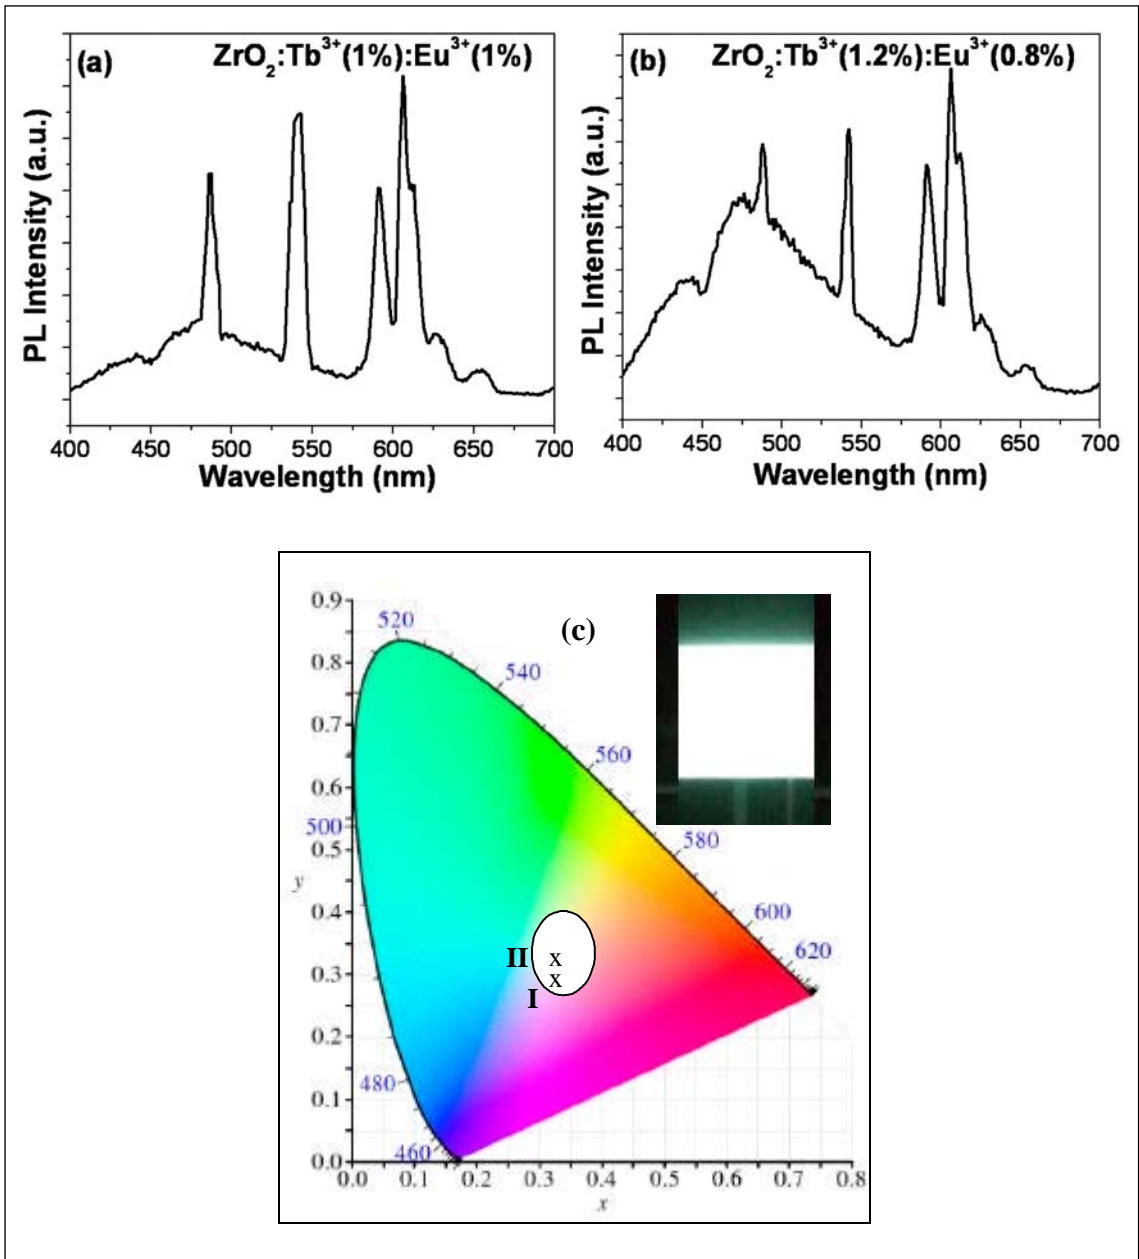 (a) ZrO₂:Tb³⁺(1%):Eu³⁺(1%)
PL Intensity (a.u.)
400 450 500 550 600 650 700
Wavelength (nm)
(b) ZrO₂:Tb³⁺(1.2%):Eu³⁺(0.8%)
PL Intensity (a.u.)
400 450 500 550 600 650 700
Wavelength (nm)
(c)
0.9
0.8
0.7
0.6
0.5
y
0.4
0.3
0.2
0.1
0.0
520
540
560
500
580
600
620
II x
x
I
480
460
0.0 0.1 0.2 0.3 0.4 0.5 0.6 0.7 0.8
x